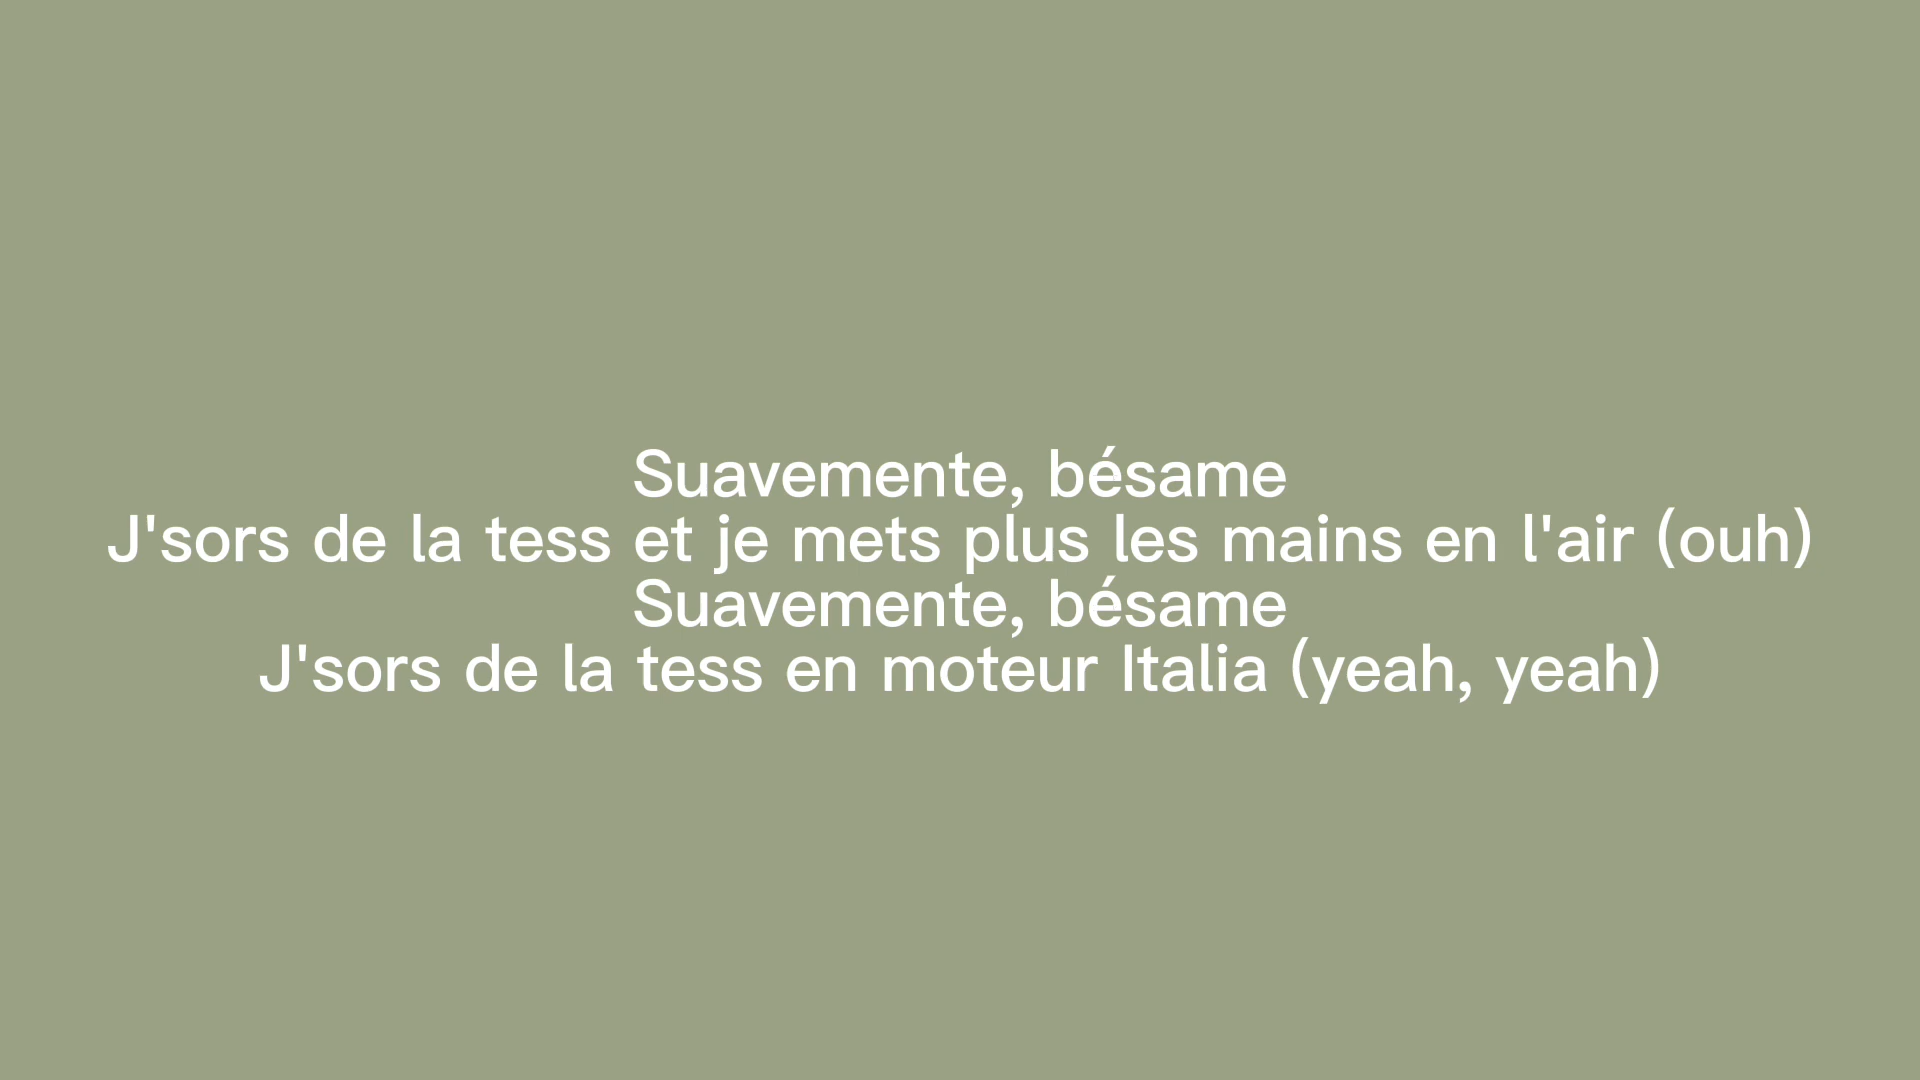 Suavemente, bésame
J'sors de la tess et je mets plus les mains en l'air (ouh)
Suavemente, bésame
J'sors de la tess en moteur Italia (yeah, yeah)